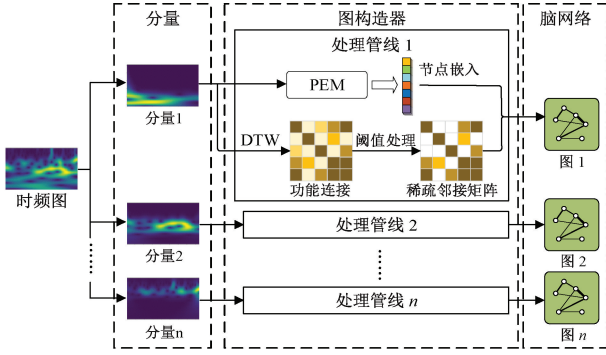 分量
图构造器
脑网络
处理管线 1
PEM
节点嵌入
分量1
图 1
DTW
阈值处理
时频图
功能连接
稀疏邻接矩阵
处理管线 2
分量2
图 2
处理管线 n
分量n
图 n